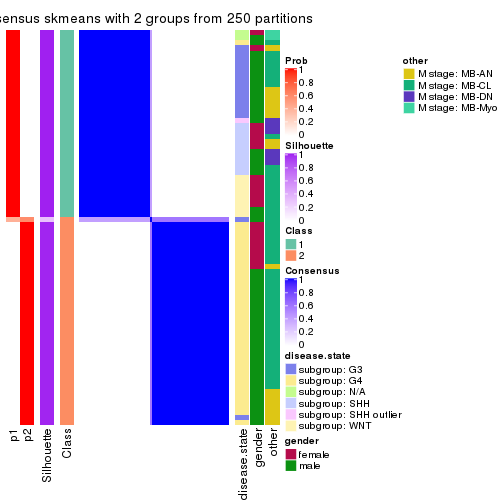 sensus skmeans with 2 groups from 250 partitions
Prob
1
0.8
0.6
0.4
0.2
0
Silhouette
1
0.8
0.6
0.4
0.2
0
Class
1
2
Consensus
1
0.8
0.6
0.4
0.2
0
disease.state
subgroup: G3
subgroup: G4
subgroup: N/A
subgroup: SHH
subgroup: SHH outlier
subgroup: WNT
gender
female
male
other
M stage: MB-AN
M stage: MB-CL
M stage: MB-DN
M stage: MB-Myo
p1
p2
Silhouette
Class
disease.state
gender
other